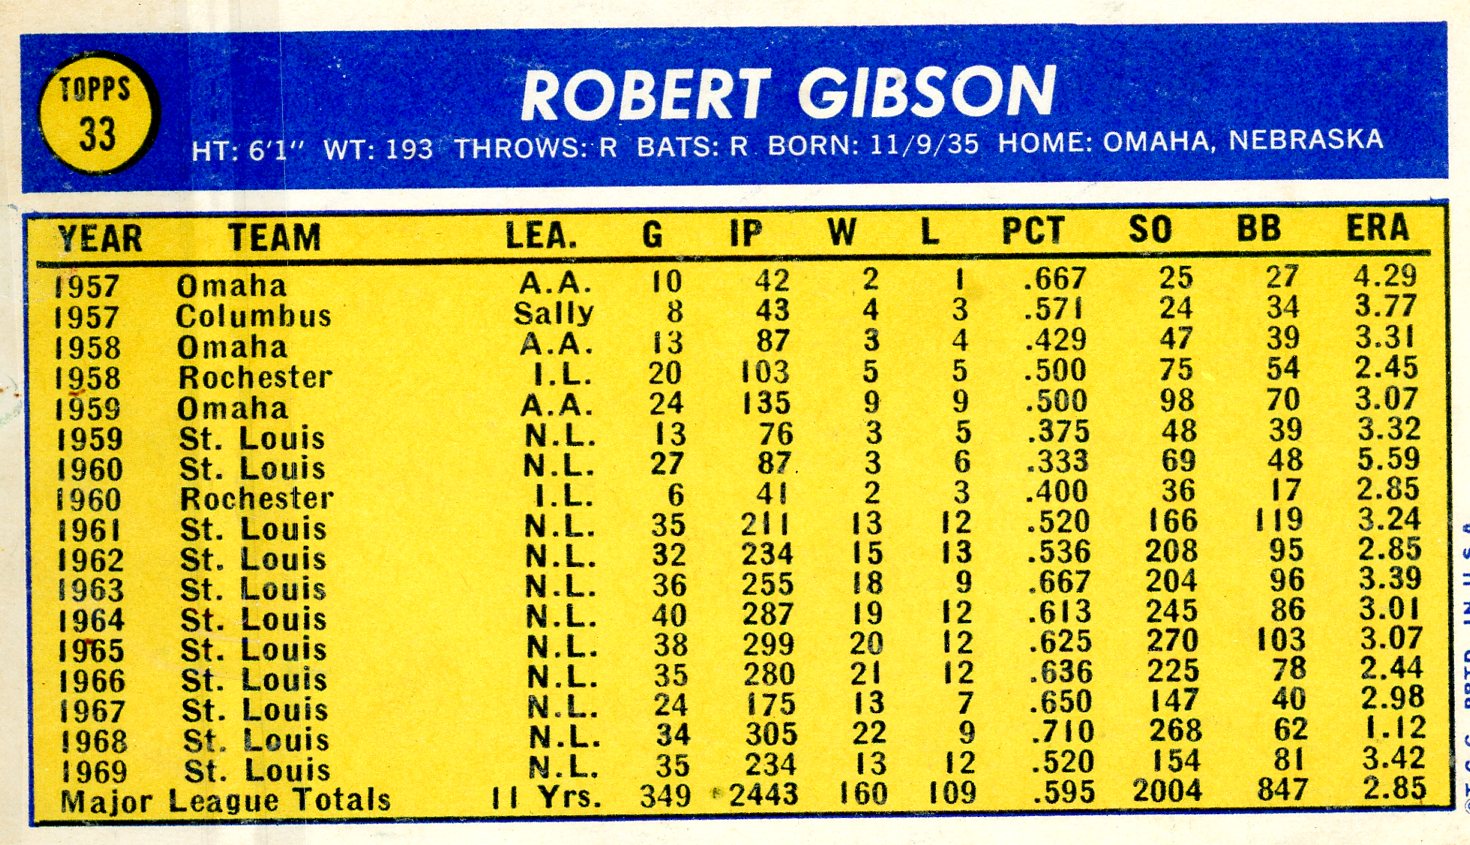 TOPPS
33
ROBERT GIBSON
HT: 6'1" WT: 193 THROWS: R BATS: R BORN: 11/9/35 HOME: OMAHA, NEBRASKA
YEAR TEAM LEA. G IP W L PCT SO BB ERA
1957 Omaha A.A. 10 42 2 1 .667 25 27 4.29
1957 Columbus Sally 8 43 4 3 .571 24 34 3.77
1958 Omaha A.A. 13 87 3 4 .429 47 39 3.31
1958 Rochester I.L. 20 103 5 5 .500 75 54 2.45
1959 Omaha A.A. 24 135 9 9 .500 98 70 3.07
1959 St. Louis N.L. 13 76 3 5 .375 48 39 3.32
1960 St. Louis N.L. 27 87 3 6 .333 69 48 5.59
1960 Rochester I.L. 6 41 2 3 .400 36 17 2.85
1961 St. Louis N.L. 35 211 13 12 .520 166 119 3.24
1962 St. Louis N.L. 32 234 15 13 .536 208 95 2.85
1963 St. Louis N.L. 36 255 18 9 .667 204 96 3.39
1964 St. Louis N.L. 40 287 19 12 .613 245 86 3.01
1965 St. Louis N.L. 38 299 20 12 .625 270 103 3.07
1966 St. Louis N.L. 35 280 21 12 .636 225 78 2.44
1967 St. Louis N.L. 24 175 13 7 .650 147 40 2.98
1968 St. Louis N.L. 34 305 22 9 .710 268 62 1.12
1969 St. Louis N.L. 35 234 13 12 .520 154 81 3.42
Major League Totals 11 Yrs. 349 2443 160 109 .595 2004 847 2.85
©T.C.G. PRTD. IN U.S.A.